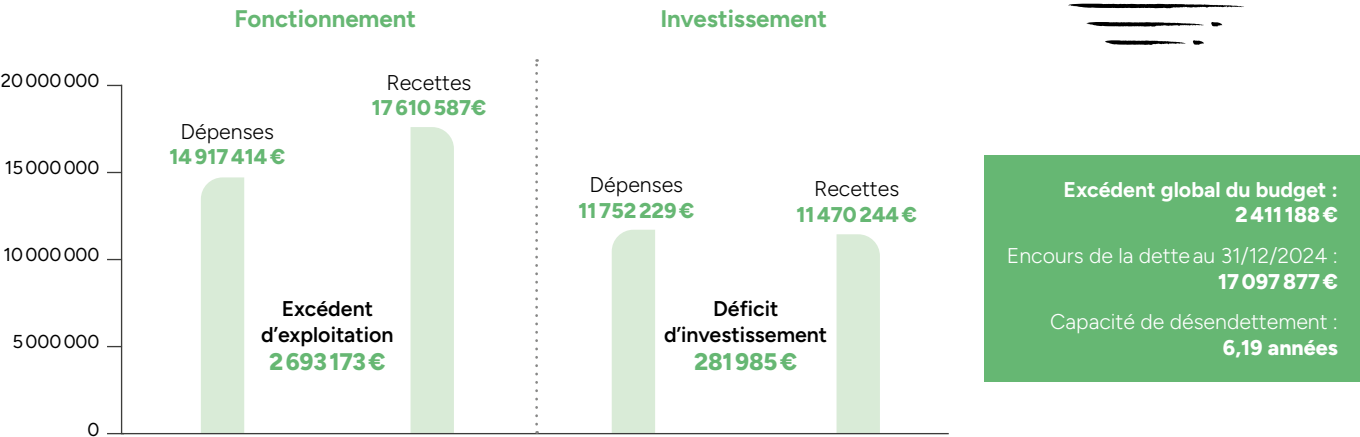 Fonctionnement
Investissement
20 000 000
15 000 000
10 000 000
5 000 000
0
Dépenses
14 917 414 €
Recettes
17 610 587€
Excédent
d'exploitation
2 693 173 €
Dépenses
11 752 229 €
Recettes
11 470 244 €
Déficit
d'investissement
281 985 €
Excédent global du budget :
2 411 188 €
Encours de la dette au 31/12/2024 :
17 097 877 €
Capacité de désendettement :
6,19 années